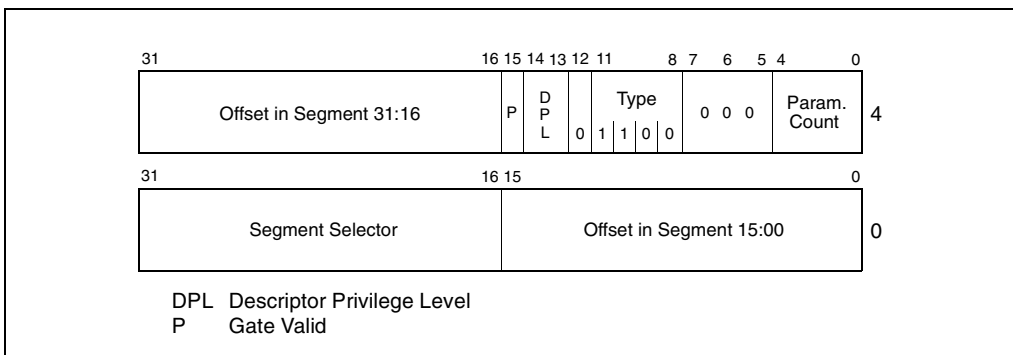 31 16 15 14 13 12 11 8 7 6 5 4 0
Offset in Segment 31:16 P D P L 0 Type 1 1 0 0 0 0 0 Param. Count 4
31 16 15 0
Segment Selector Offset in Segment 15:00 0
DPL Descriptor Privilege Level
P Gate Valid